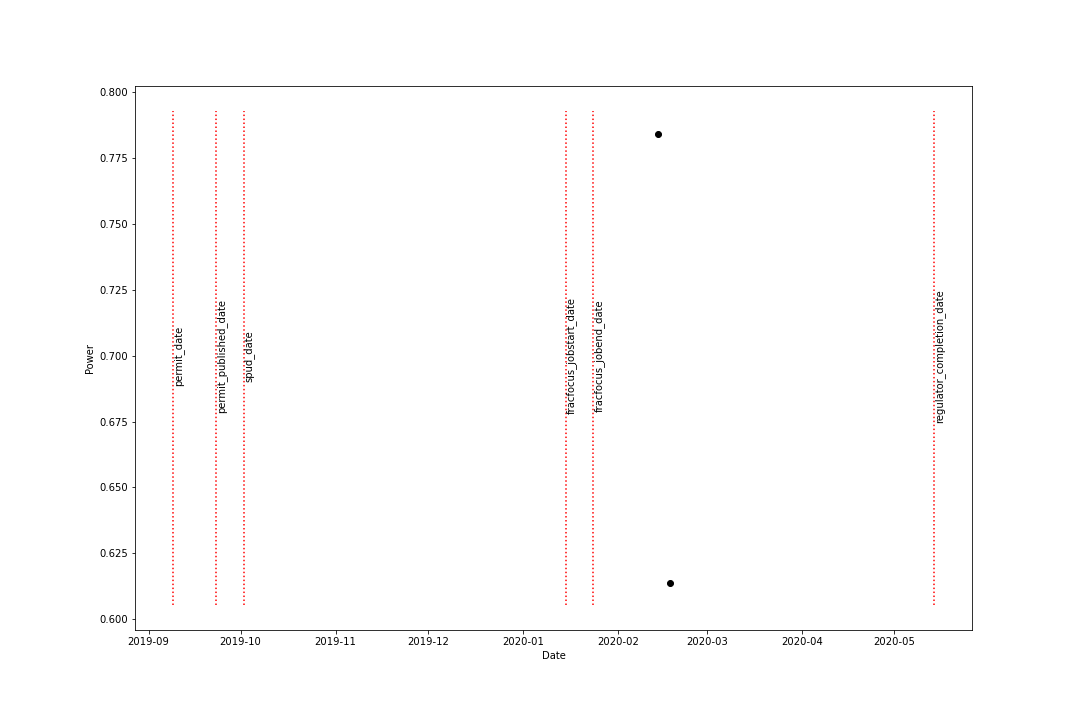 0.800
0.775
0.750
0.725
0.700
0.675
0.650
0.625
0.600
Power
permit_date
permit_published_date
spud_date
fracfocus_jobstart_date
fracfocus_jobend_date
regulator_completion_date
2019-09
2019-10
2019-11
2019-12
2020-01
2020-02
2020-03
2020-04
2020-05
Date